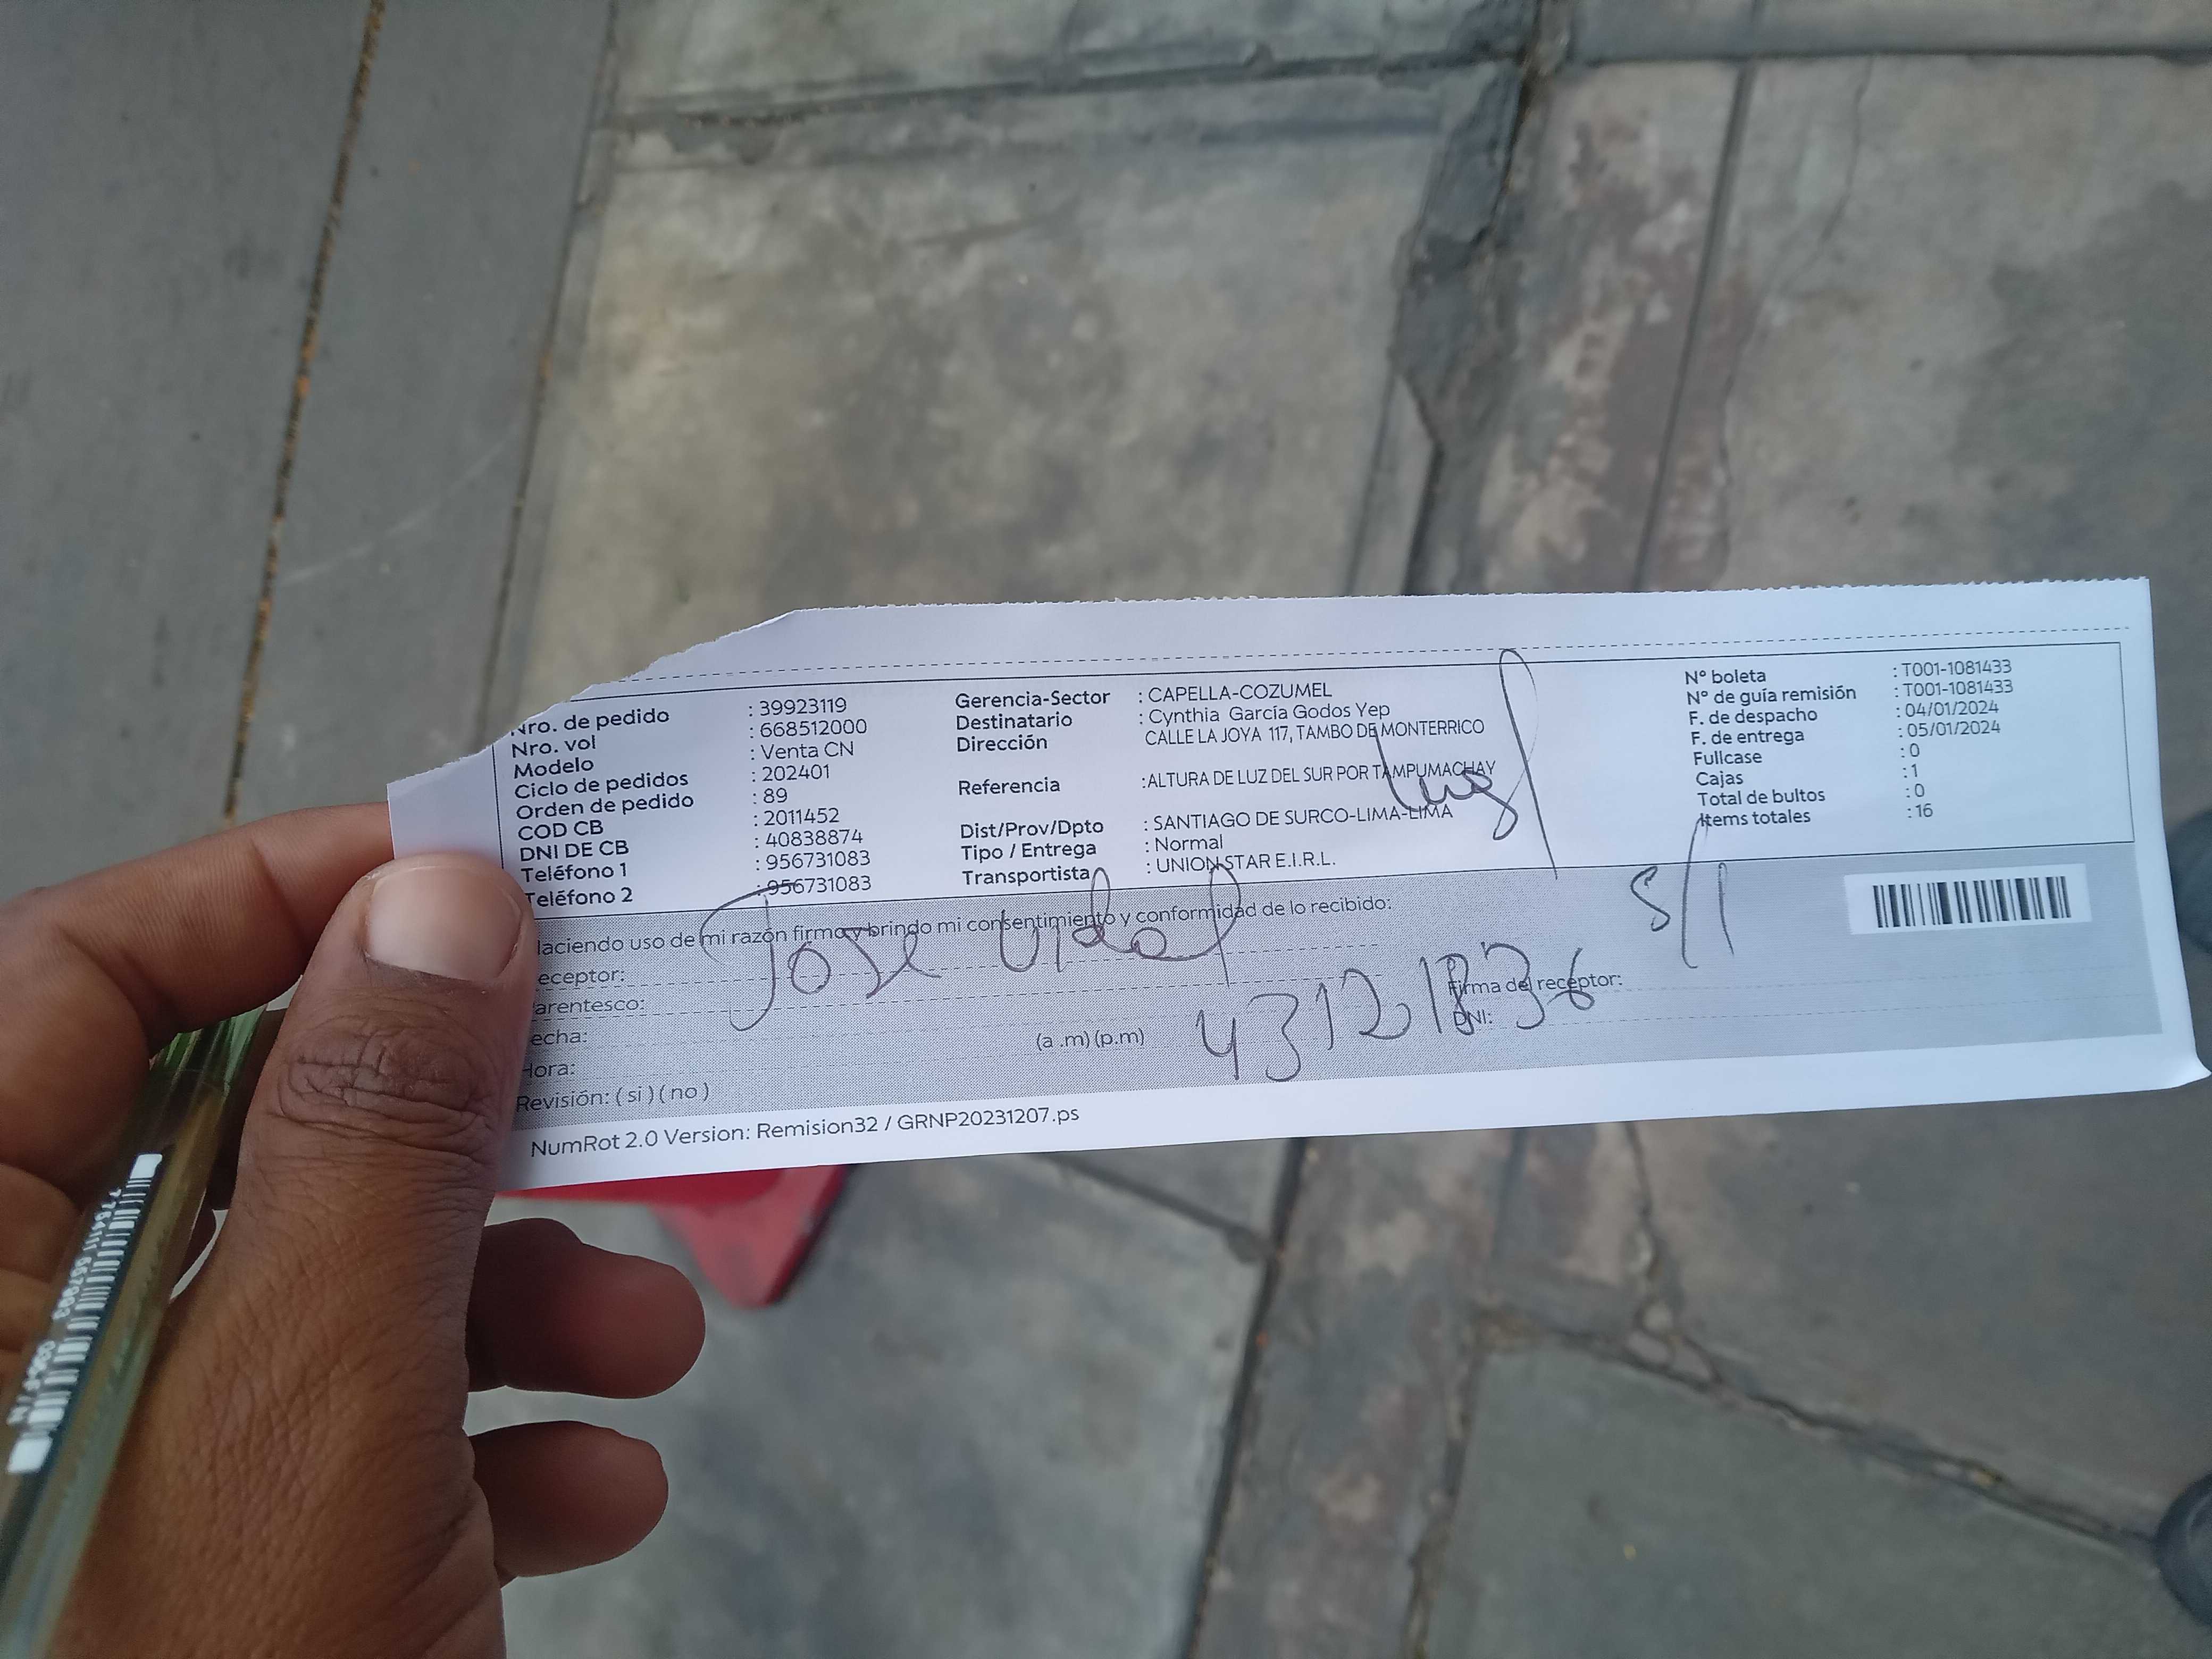 Nro. de pedido : 39923119
Nro. vol : 668512000
Modelo : Venta CN
Ciclo de pedidos : 202401
Orden de pedido : 89
COD CB : 2011452
DNI DE CB : 40838874
Teléfono 1 : 956731083
Teléfono 2 : 956731083
Gerencia-Sector : CAPELLA-COZUMEL
Destinatario : Cynthia García Godos Yep
Dirección CALLE LA JOYA 117, TAMBO DE MONTERRICO
Referencia :ALTURA DE LUZ DEL SUR POR TAMPUMACHAY
Dist/Prov/Dpto : SANTIAGO DE SURCO-LIMA-LIMA
Tipo / Entrega : Normal
Transportista : UNION STAR E.I.R.L.
N° boleta : T001-1081433
N° de guía remisión : T001-1081433
F. de despacho : 04/01/2024
F. de entrega : 05/01/2024
Fullcase : 0
Cajas : 1
Total de bultos : 0
Items totales : 16
laciendo uso de mi razón firmo y brindo mi consentimiento y conformidad de lo recibido:
eceptor: Jose Vidal
arentesco:
echa:
Hora: (a .m) (p.m)
Revisión: ( si ) ( no )
Firma del receptor:
DNI: 43121836
S/1
NumRot 2.0 Version: Remision32 / GRNP20231207.ps